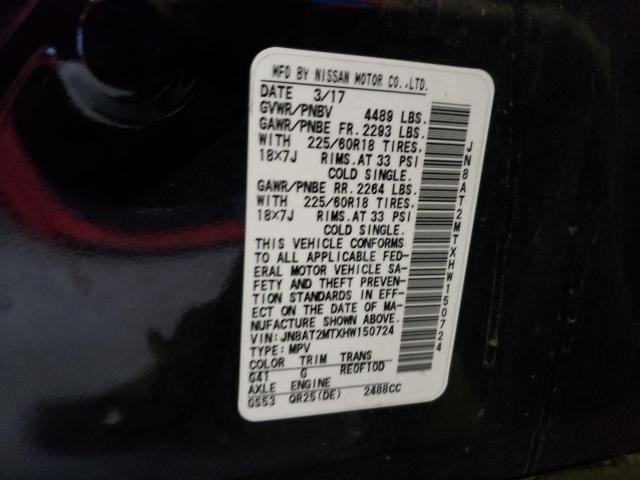 MFD BY NISSAN MOTOR CO.,LTD.
DATE 3/17
GVWR/PNBV 4489 LBS.
GAWR/PNBE FR. 2293 LBS.
WITH 225/60R18 TIRES,
18X7J RIMS.AT 33 PSI
COLD SINGLE.
GAWR/PNBE RR. 2264 LBS.
WITH 225/60R18 TIRES,
18X7J RIMS.AT 33 PSI
COLD SINGLE.
THIS VEHICLE CONFORMS
TO ALL APPLICABLE FED-
ERAL MOTOR VEHICLE SA-
FETY AND THEFT PREVEN-
TION STANDARDS IN EFF-
ECT ON THE DATE OF MA-
NUFACTURE SHOWN ABOVE.
VIN:JN8AT2MTXHW150724
TYPE:MPV
COLOR TRIM TRANS
G41 G RE0F10D
AXLE ENGINE
GS53 QR25(DE) 2488CC
JN8AT2MTXHW150724